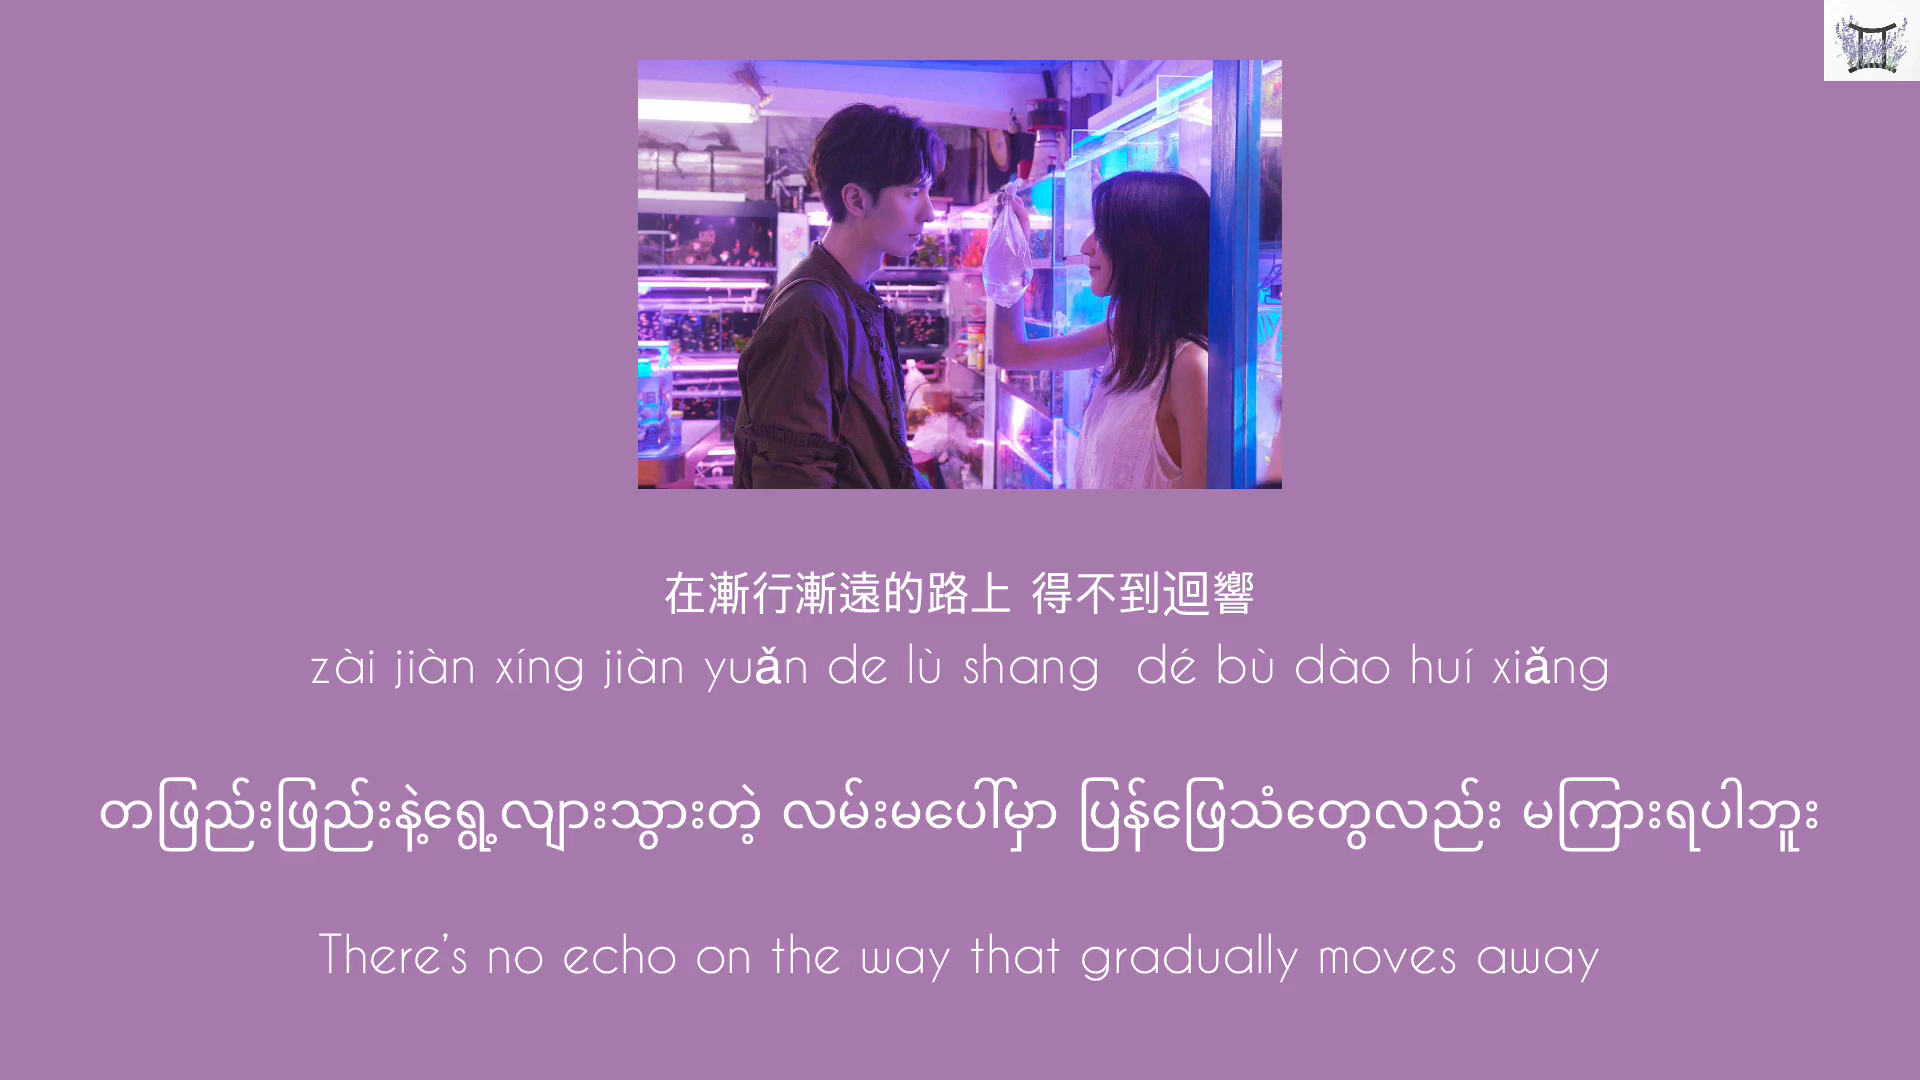 在漸行漸遠的路上 得不到迴響
zài jiàn xíng jiàn yuǎn de lù shang dé bù dào huí xiǎng
တဖြည်းဖြည်းနဲ့ရွေ့လျားသွားတဲ့ လမ်းမပေါ်မှာ ပြန်ဖြေသံတွေလည်း မကြားရပါဘူး
There's no echo on the way that gradually moves away